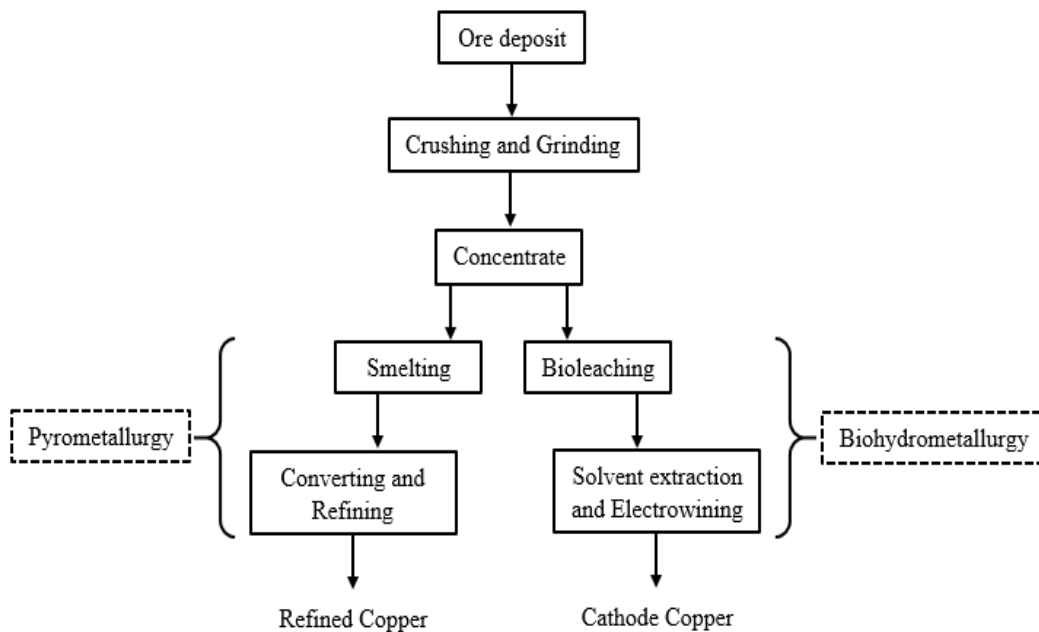 Ore deposit
Crushing and Grinding
Concentrate
Smelting
Bioleaching
Pyrometallurgy
Biohydrometallurgy
Converting and
Refining
Solvent extraction
and Electrowining
Refined Copper
Cathode Copper